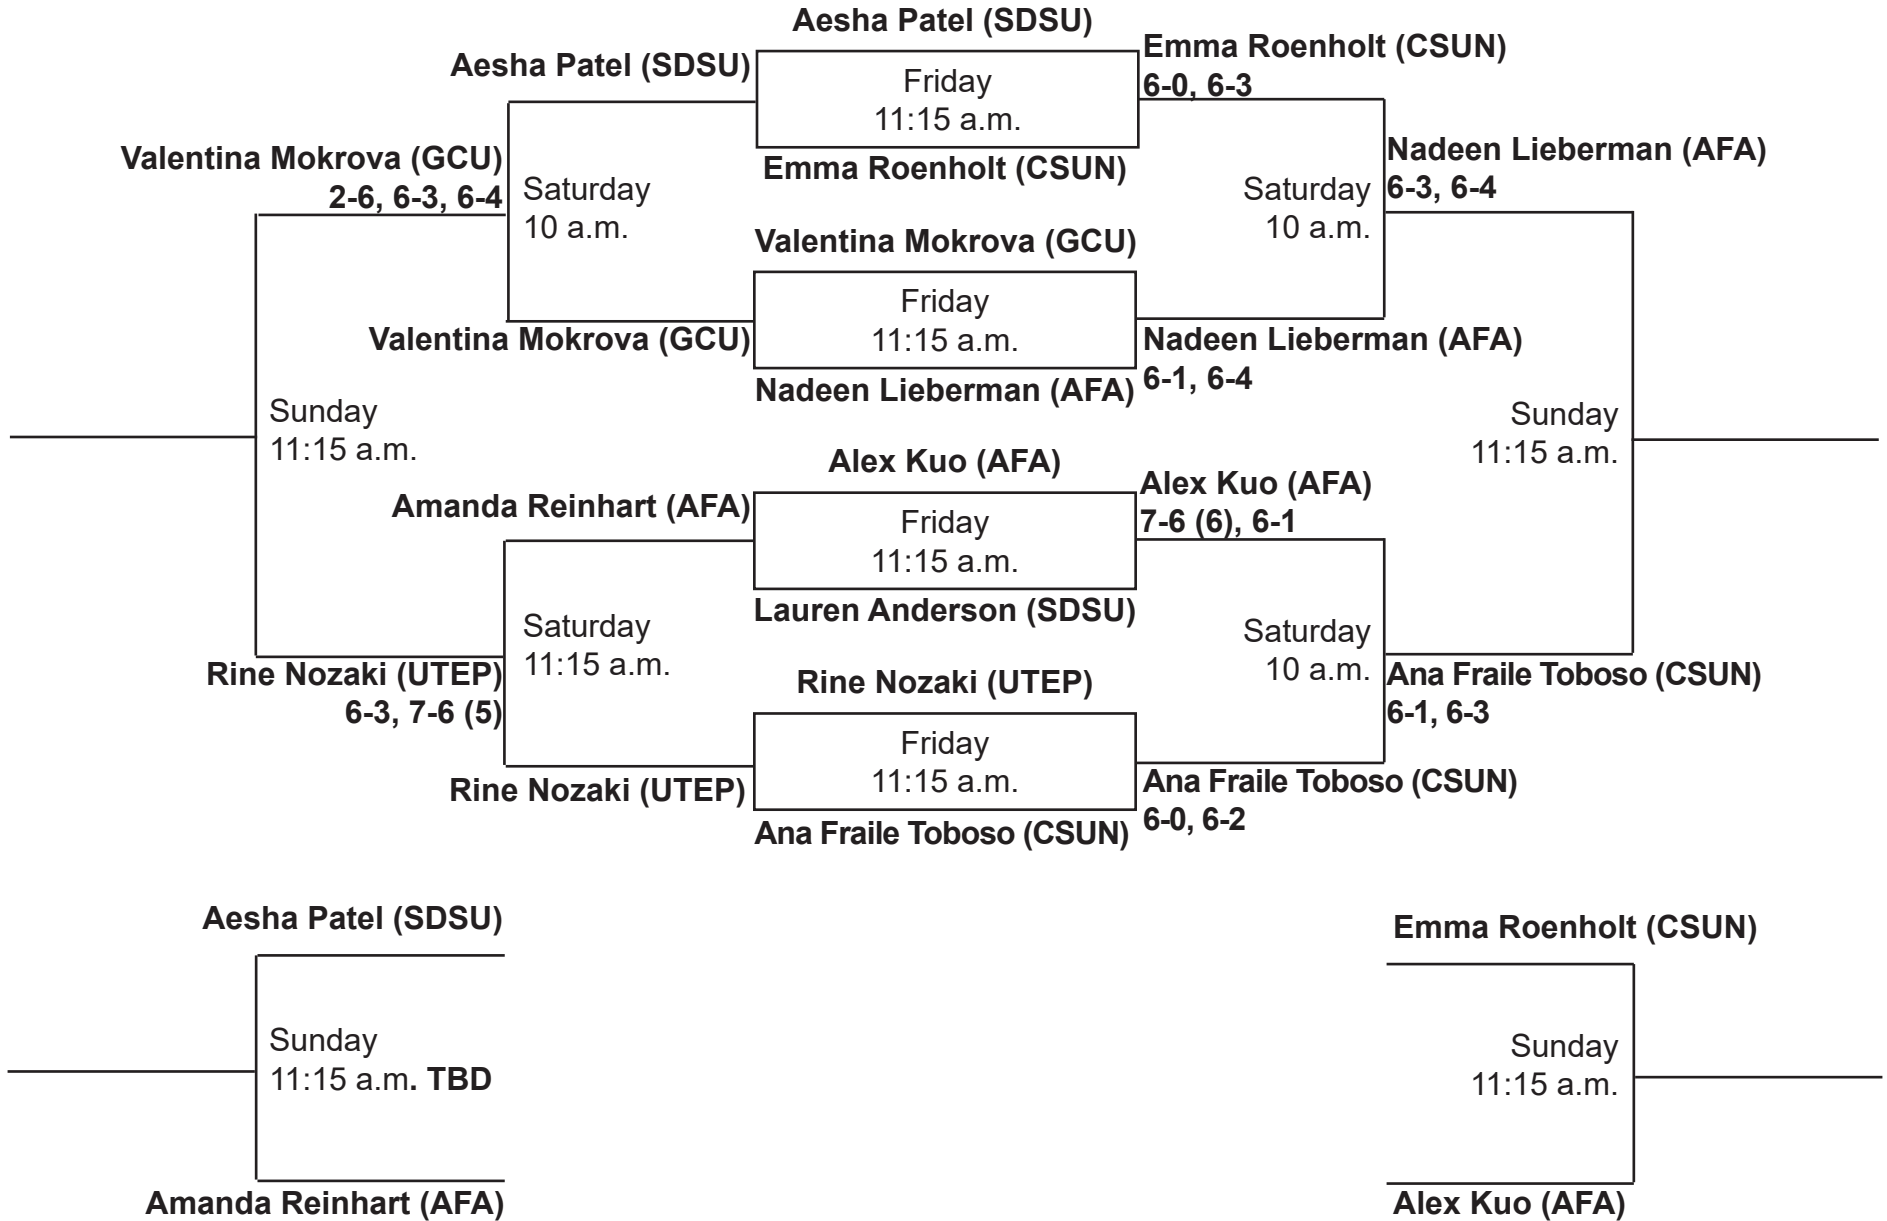 Aesha Patel (SDSU)
Aesha Patel (SDSU)
Friday
11:15 a.m.
Emma Roenholt (CSUN)
6-0, 6-3
Emma Roenholt (CSUN)
Valentina Mokrova (GCU)
2-6, 6-3, 6-4
Saturday
10 a.m.
Saturday
10 a.m.
Nadeen Lieberman (AFA)
6-3, 6-4
Valentina Mokrova (GCU)
Friday
11:15 a.m.
Valentina Mokrova (GCU)
Nadeen Lieberman (AFA)
Nadeen Lieberman (AFA)
6-1, 6-4
Sunday
11:15 a.m.
Sunday
11:15 a.m.
Alex Kuo (AFA)
Amanda Reinhart (AFA)
Friday
11:15 a.m.
Alex Kuo (AFA)
7-6 (6), 6-1
Lauren Anderson (SDSU)
Saturday
11:15 a.m.
Saturday
10 a.m.
Rine Nozaki (UTEP)
6-3, 7-6 (5)
Ana Fraile Toboso (CSUN)
6-1, 6-3
Rine Nozaki (UTEP)
Friday
11:15 a.m.
Rine Nozaki (UTEP)
Ana Fraile Toboso (CSUN)
Ana Fraile Toboso (CSUN)
6-0, 6-2
Aesha Patel (SDSU)
Sunday
11:15 a.m. TBD
Amanda Reinhart (AFA)
Emma Roenholt (CSUN)
Sunday
11:15 a.m.
Alex Kuo (AFA)